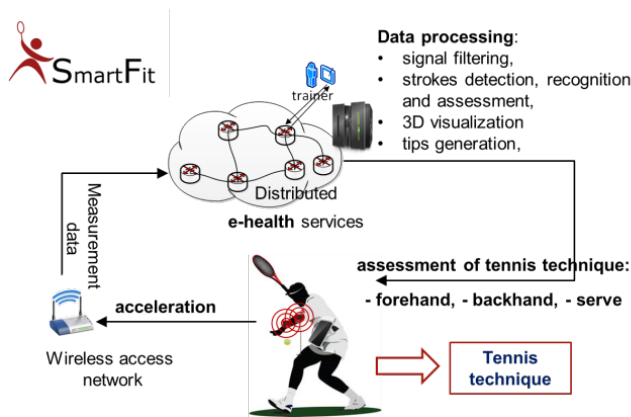 SmartFit
Data processing:
• signal filtering,
• strokes detection, recognition
and assessment,
• 3D visualization
• tips generation,
trainer
Distributed
e-health services
Measurement
data
assessment of tennis technique:
- forehand, - backhand, - serve
acceleration
Wireless access
network
Tennis
technique